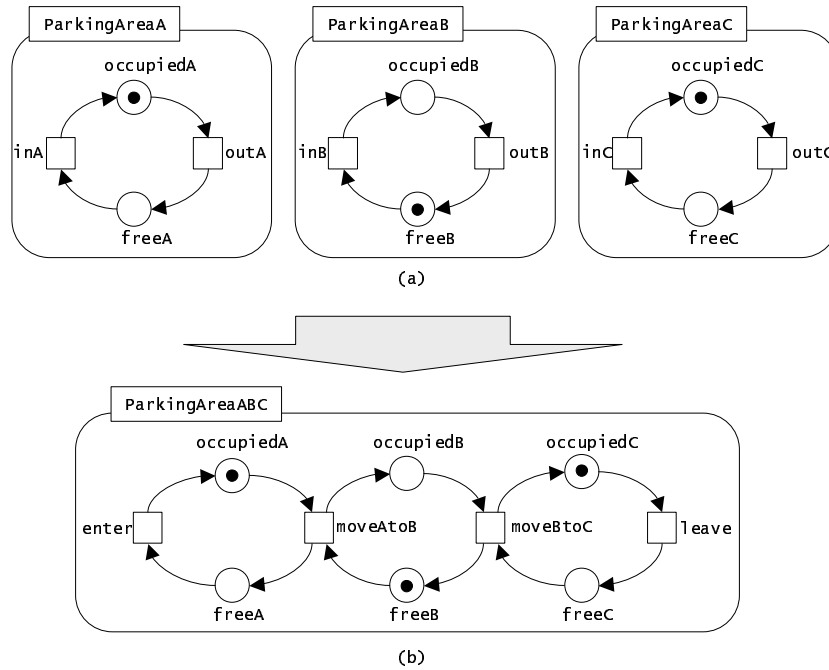 ParkingAreaA
ParkingAreaB
ParkingAreaC
occupiedA
occupiedB
occupiedC
inA
outA
inB
outB
inC
outC
freeA
freeB
freeC
(a)
ParkingAreaABC
occupiedA
occupiedB
occupiedC
enter
moveAtoB
moveBtoC
leave
freeA
freeB
freeC
(b)